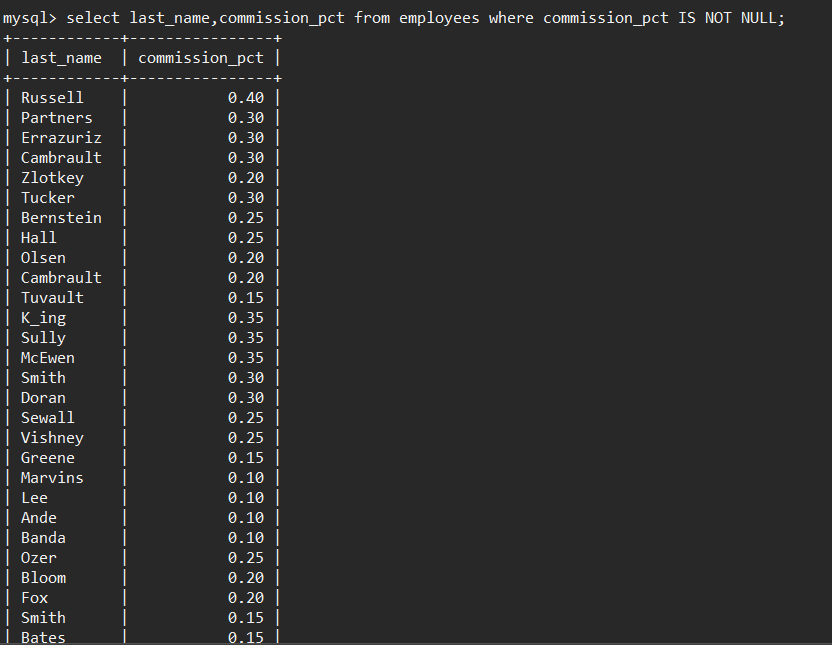 mysql> select last_name,commission_pct from employees where commission_pct IS NOT NULL;
+------------+----------------+
| last_name  | commission_pct |
+------------+----------------+
| Russell    |           0.40 |
| Partners   |           0.30 |
| Errazuriz  |           0.30 |
| Cambrault  |           0.30 |
| Zlotkey    |           0.20 |
| Tucker     |           0.30 |
| Bernstein  |           0.25 |
| Hall       |           0.25 |
| Olsen      |           0.20 |
| Cambrault  |           0.20 |
| Tuvault    |           0.15 |
| K_ing      |           0.35 |
| Sully      |           0.35 |
| McEwen     |           0.35 |
| Smith      |           0.30 |
| Doran      |           0.30 |
| Sewall     |           0.25 |
| Vishney    |           0.25 |
| Greene     |           0.15 |
| Marvins    |           0.10 |
| Lee        |           0.10 |
| Ande       |           0.10 |
| Banda      |           0.10 |
| Ozer       |           0.25 |
| Bloom      |           0.20 |
| Fox        |           0.20 |
| Smith      |           0.15 |
| Bates      |           0.15 |